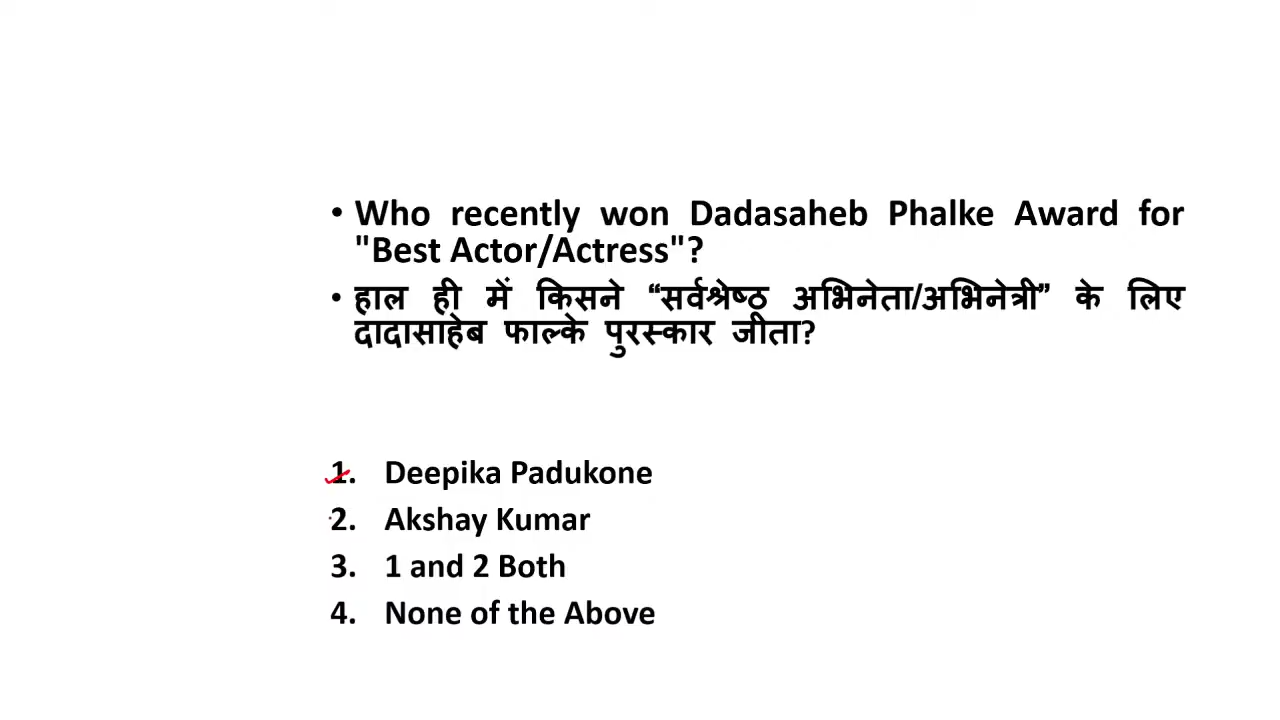 • Who recently won Dadasaheb Phalke Award for
"Best Actor/Actress"?
• हाल ही में किसने “सर्वश्रेष्ठ अभिनेता/अभिनेत्री” के लिए
दादासाहेब फाल्के पुरस्कार जीता?
1. Deepika Padukone
2. Akshay Kumar
3. 1 and 2 Both
4. None of the Above